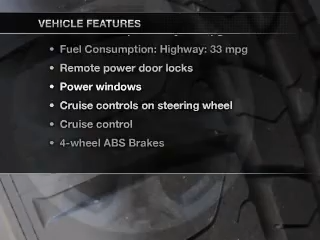 VEHICLE FEATURES
• Fuel Consumption: Highway: 33 mpg
• Remote power door locks
• Power windows
• Cruise controls on steering wheel
• Cruise control
• 4-wheel ABS Brakes